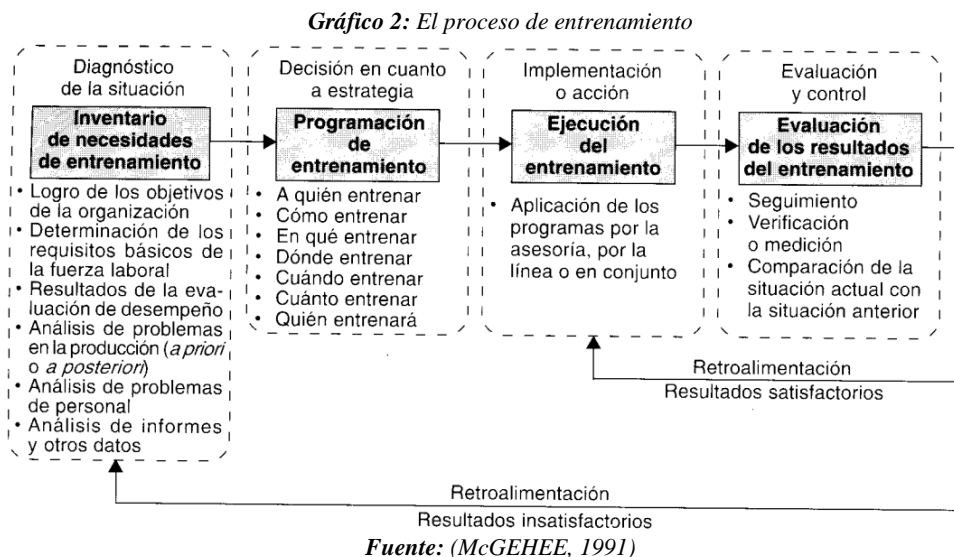 Gráfico 2: El proceso de entrenamiento
Diagnóstico
de la situación
Inventario
de necesidades
de entrenamiento
• Logro de los objetivos
de la organización
• Determinación de los
requisitos básicos de
la fuerza laboral
• Resultados de la eva-
luación de desempeño
• Análisis de problemas
en la producción (a priori
o a posteriori)
• Análisis de problemas
de personal
• Análisis de informes
y otros datos
Decisión en cuanto
a estrategia
Programación
de
entrenamiento
• A quién entrenar
• Cómo entrenar
• En qué entrenar
• Dónde entrenar
• Cuándo entrenar
• Cuánto entrenar
• Quién entrenará
Implementación
o acción
Ejecución
del
entrenamiento
• Aplicación de los
programas por la
asesoría, por la
línea o en conjunto
Evaluación
y control
Evaluación
de los resultados
del entrenamiento
• Seguimiento
• Verificación
o medición
• Comparación de la
situación actual con
la situación anterior
Retroalimentación
Resultados satisfactorios
Retroalimentación
Resultados insatisfactorios
Fuente: (McGEHEE, 1991)